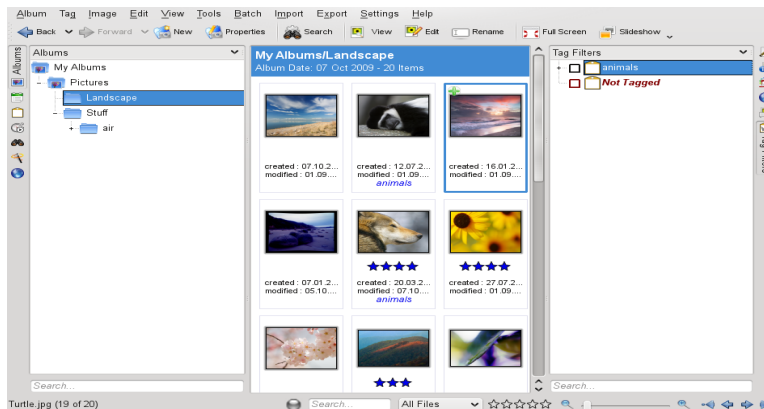 Album Tag Image Edit View Tools Batch Import Export Settings Help
Back Forward New Properties Search View Edit Rename Full Screen Slideshow
Albums
Albums
My Albums
Pictures
Landscape
Stuff
air
Search...
My Albums/Landscape
Album Date: 07 Oct 2009 - 20 Items
created : 07.10.2... created : 12.07.2... created : 16.01.2...
modified : 01.09.... modified : 01.09.... modified : 01.09....
animals
created : 07.01.2... created : 20.03.2... created : 27.07.2...
modified : 05.10.... modified : 07.10.... modified : 01.09....
animals
Tag Filters
animals
Not Tagged
Search...
Turtle.jpg (19 of 20) Search... All Files